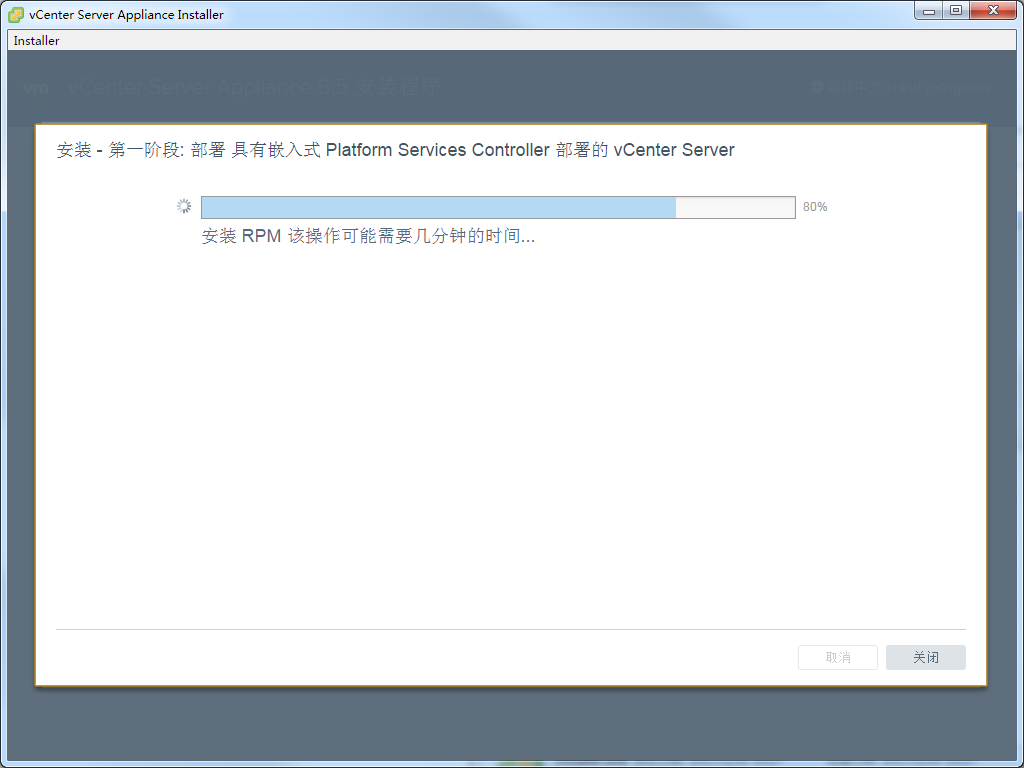 vCenter Server Appliance Installer
Installer
vm vCenter Server Appliance 6.5 安装程序
安装 - 第一阶段: 部署 具有嵌入式 Platform Services Controller 部署的 vCenter Server
80%
安装 RPM 该操作可能需要几分钟的时间...
取消 关闭